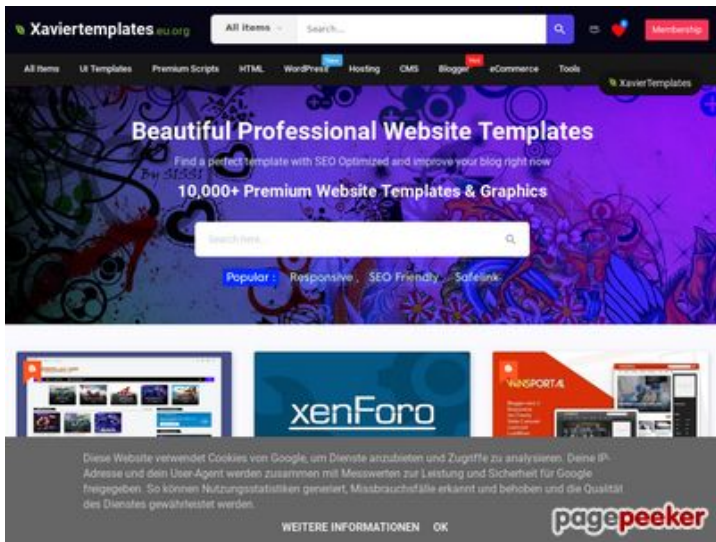 Xaviertemplates.eu.org
All items
Search...
Membership
All Items UI Templates Premium Scripts HTML WordPress New Hosting CMS Blogger Hot eCommerce Tools
XavierTemplates
Beautiful Professional Website Templates
Find a perfect template with SEO Optimized and improve your blog right now
By SISSI
10,000+ Premium Website Templates & Graphics
Search here...
Popular : Responsive , SEO Friendly , Safelink
xenForo
VANSPORTAL
Diese Website verwendet Cookies von Google, um Dienste anzubieten und Zugriffe zu analysieren. Deine IP-
Adresse und dein User-Agent werden zusammen mit Messwerten zur Leistung und Sicherheit für Google
freigegeben. So können Nutzungsstatistiken generiert, Missbrauchsfälle erkannt und behoben und die Qualität
des Dienstes gewährleistet werden.
WEITERE INFORMATIONEN OK
pagepeeker